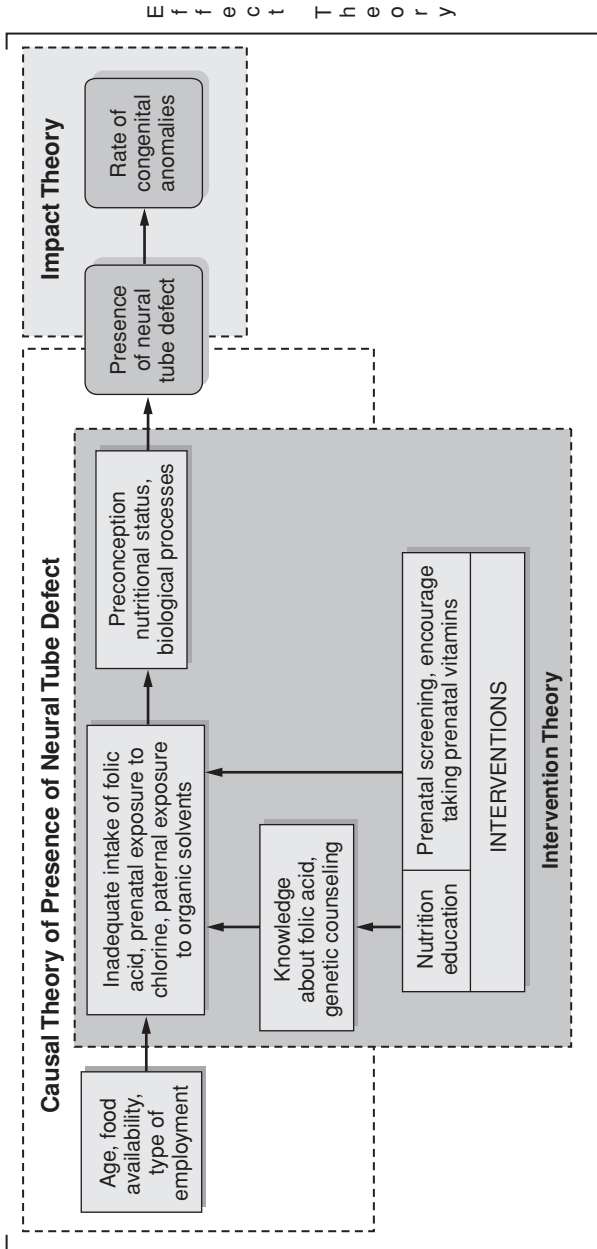 Effect Theory
Causal Theory of Presence of Neural Tube Defect
Impact Theory
Age, food
availability,
type of
employment
Inadequate intake of folic
acid, prenatal exposure to
chlorine, paternal exposure
to organic solvents
Preconception
nutritional status,
biological processes
Presence
of neural
tube defect
Rate of
congenital
anomalies
Knowledge
about folic acid,
genetic counseling
Nutrition
education
Prenatal screening, encourage
taking prenatal vitamins
INTERVENTIONS
Intervention Theory